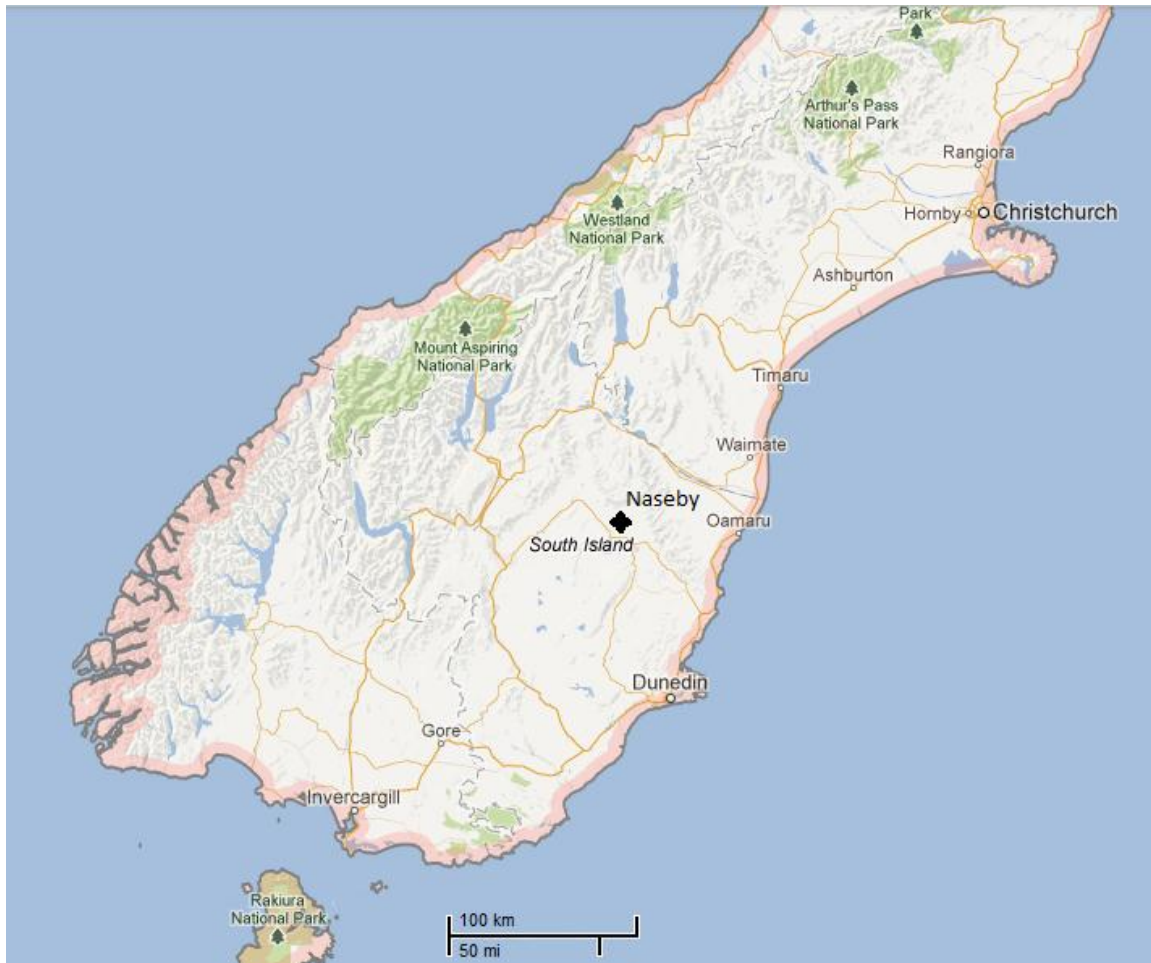 Park
Arthur's Pass
National Park
Rangiora
Hornby
Christchurch
Westland
National Park
Ashburton
Mount Aspiring
National Park
Timaru
Waimate
Naseby
Oamaru
South Island
Dunedin
Gore
Invercargill
Rakiura
National Park
100 km
50 mi